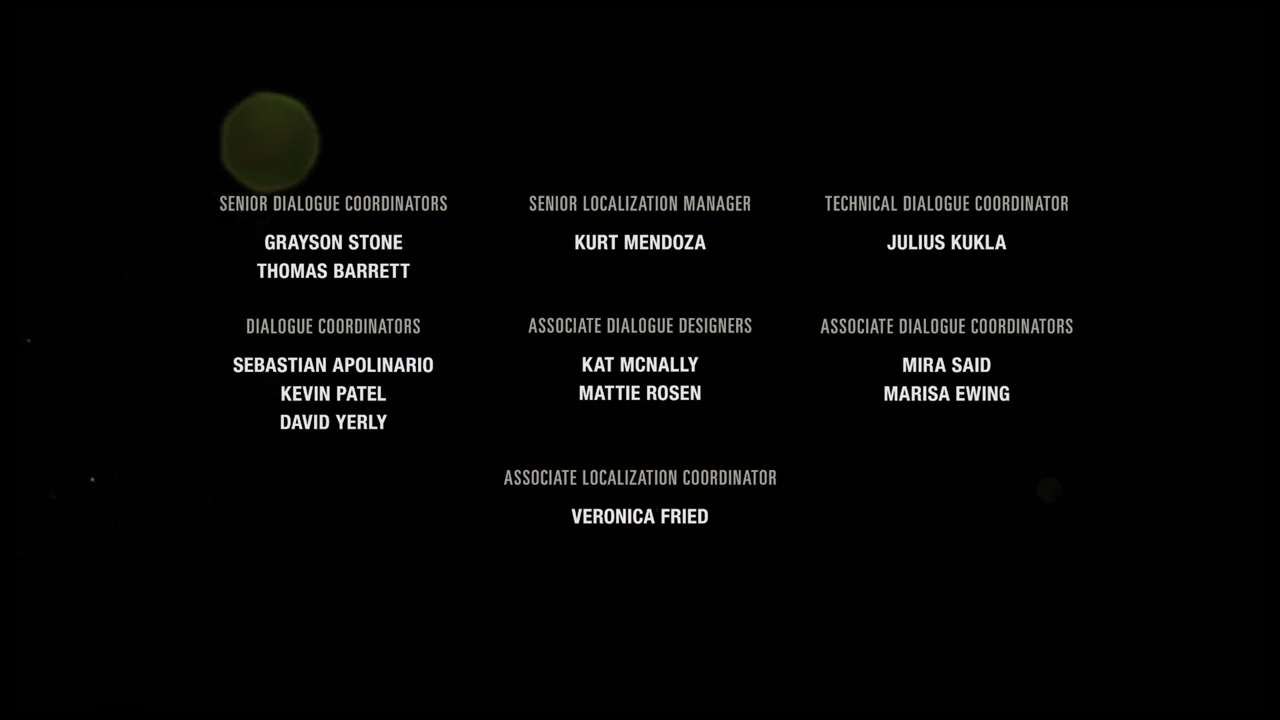 SENIOR DIALOGUE COORDINATORS
GRAYSON STONE
THOMAS BARRETT
SENIOR LOCALIZATION MANAGER
KURT MENDOZA
TECHNICAL DIALOGUE COORDINATOR
JULIUS KUKLA
DIALOGUE COORDINATORS
SEBASTIAN APOLINARIO
KEVIN PATEL
DAVID YERLY
ASSOCIATE DIALOGUE DESIGNERS
KAT MCNALLY
MATTIE ROSEN
ASSOCIATE DIALOGUE COORDINATORS
MIRA SAID
MARISA EWING
ASSOCIATE LOCALIZATION COORDINATOR
VERONICA FRIED